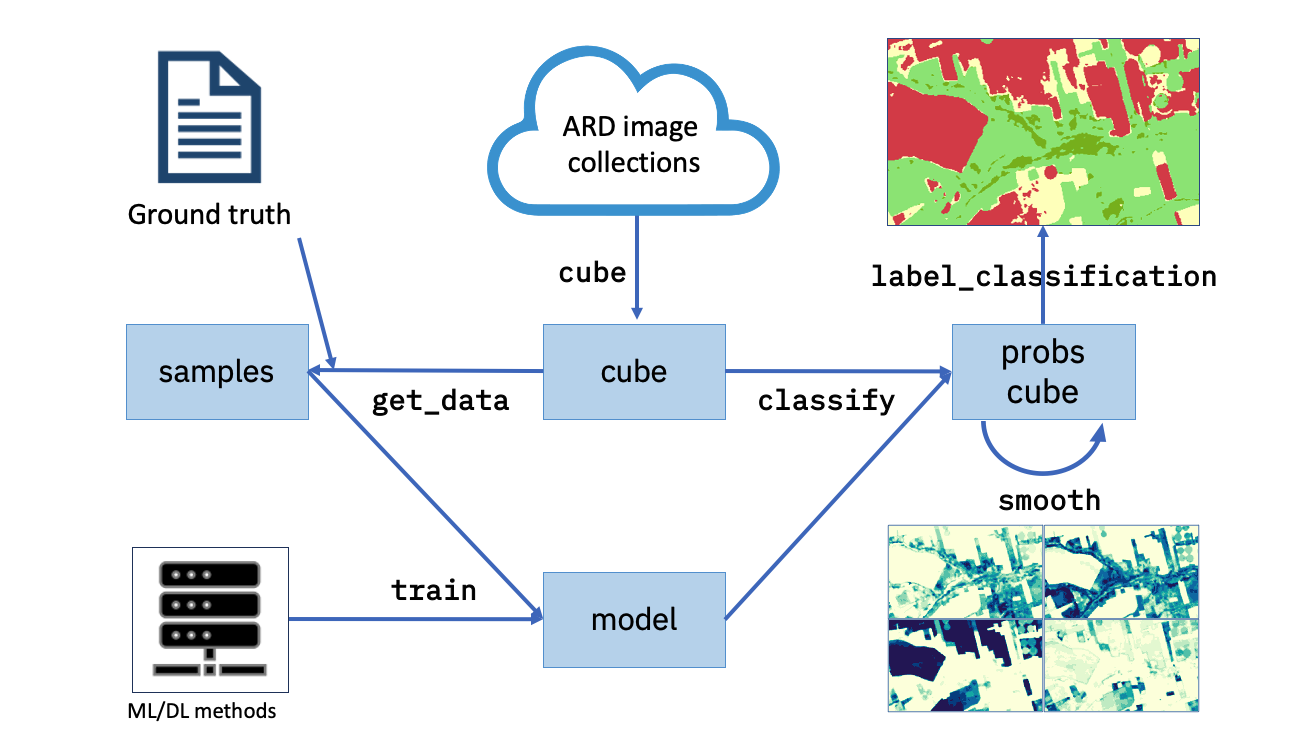 ARD image
collections
Ground truth
cube
label_classification
samples
cube
probs
cube
get_data
classify
smooth
train
model
ML/DL methods